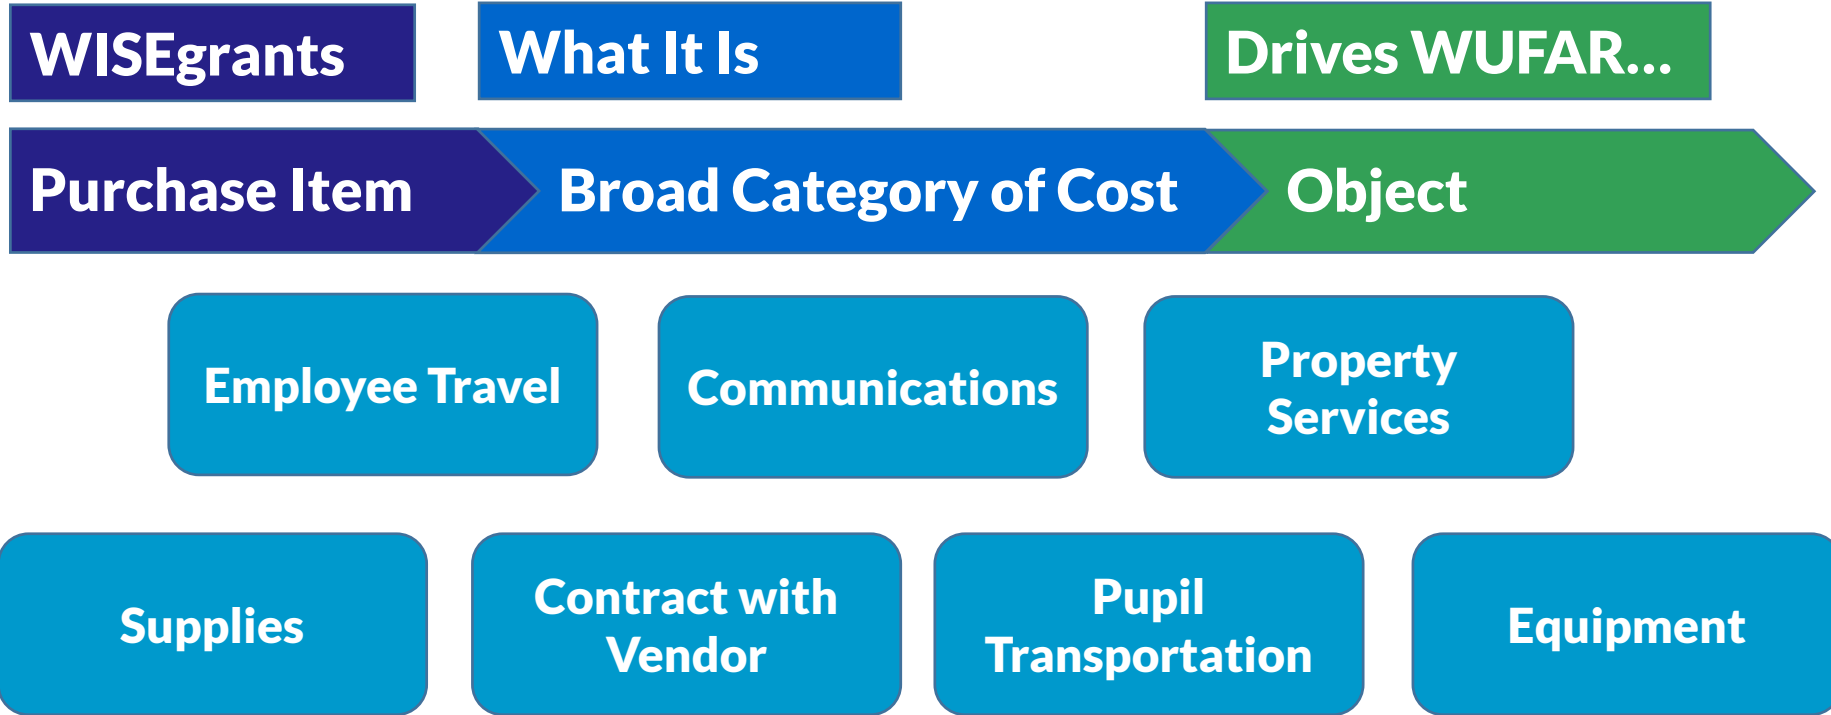 WISEgrants
What It Is
Drives WUFAR...
Purchase Item
Broad Category of Cost
Object
Employee Travel
Communications
Property
Services
Supplies
Contract with
Vendor
Pupil
Transportation
Equipment